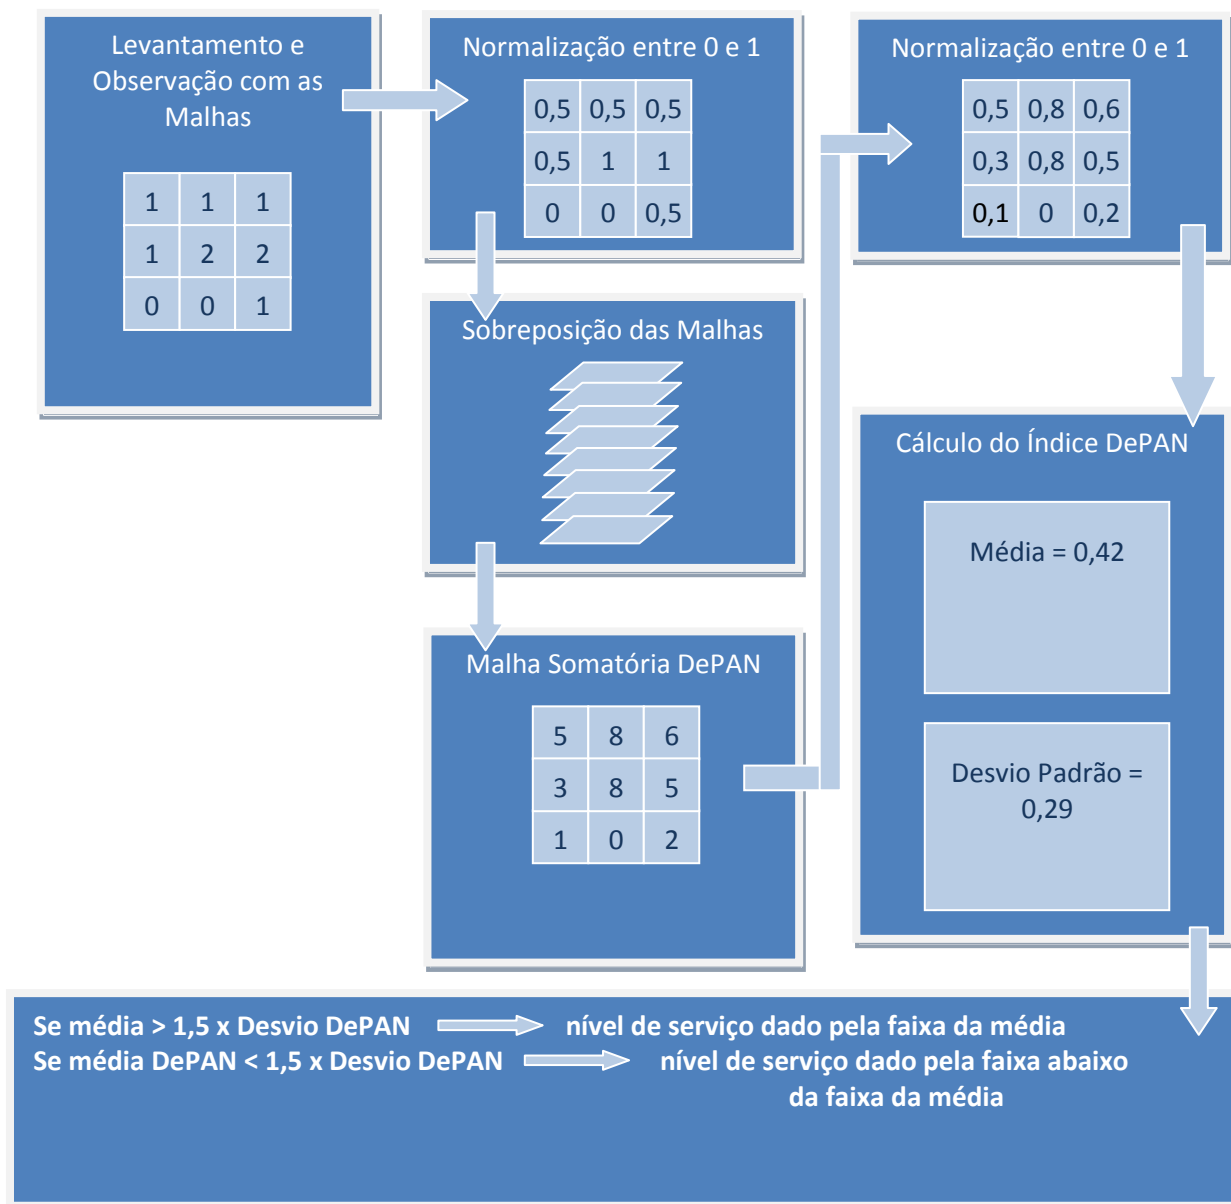 Levantamento e
Observação com as
Malhas
1 1 1
1 2 2
0 0 1
Normalização entre 0 e 1
0,5 0,5 0,5
0,5 1 1
0 0 0,5
Sobreposição das Malhas
Malha Somatória DePAN
5 8 6
3 8 5
1 0 2
Normalização entre 0 e 1
0,5 0,8 0,6
0,3 0,8 0,5
0,1 0 0,2
Cálculo do Índice DePAN
Média = 0,42
Desvio Padrão =
0,29
Se média > 1,5 x Desvio DePAN nível de serviço dado pela faixa da média
Se média DePAN < 1,5 x Desvio DePAN nível de serviço dado pela faixa abaixo
da faixa da média